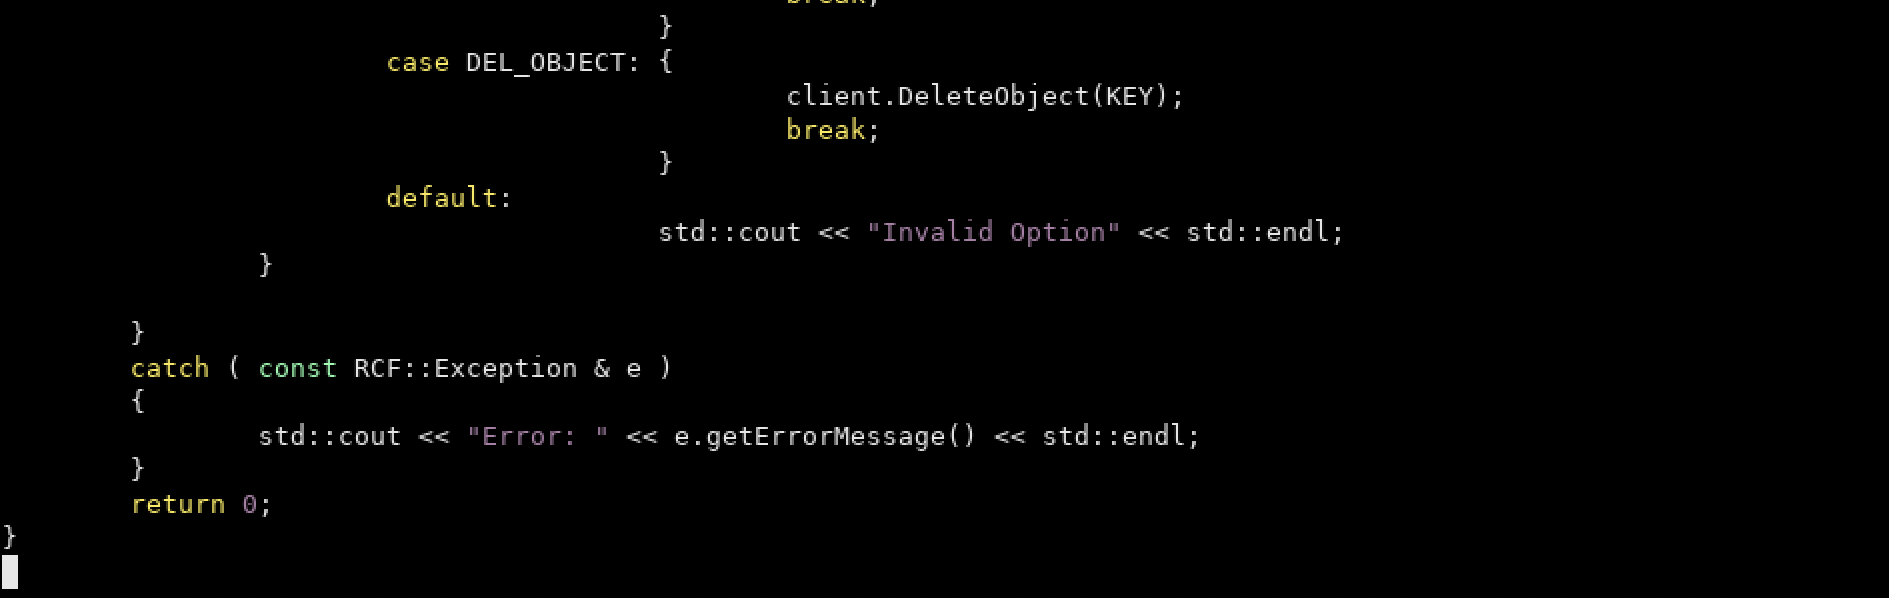 break;
}
case DEL_OBJECT: {
client.DeleteObject(KEY);
break;
}
default:
std::cout << "Invalid Option" << std::endl;
}
}
catch ( const RCF::Exception & e )
{
std::cout << "Error: " << e.getErrorMessage() << std::endl;
}
return 0;
}